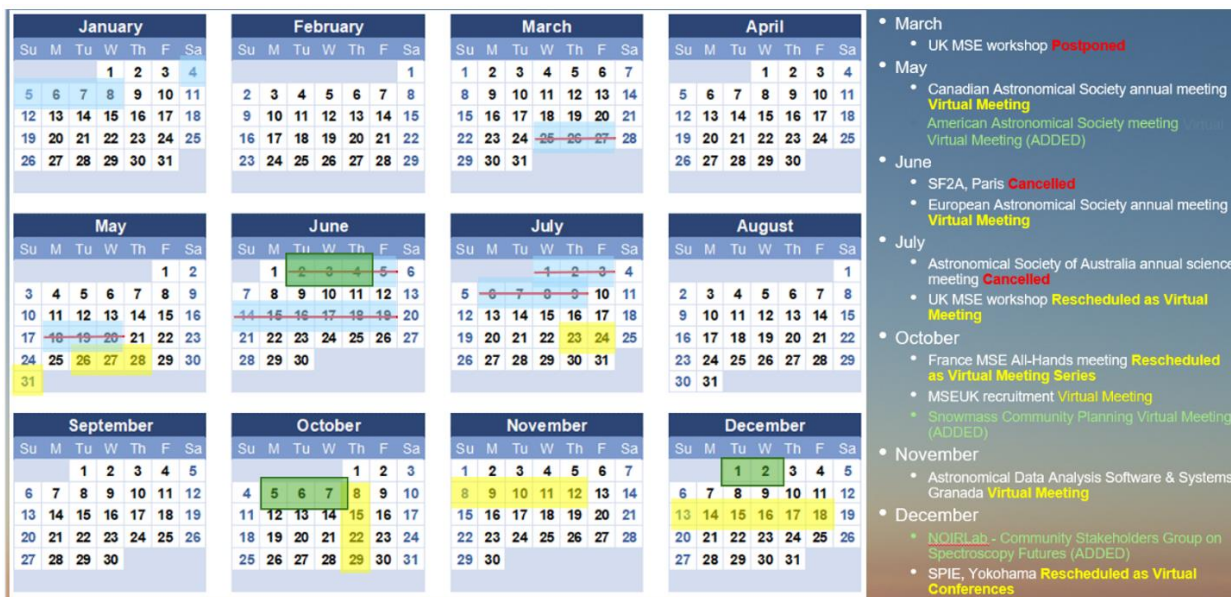 January
Su M Tu W Th F Sa
1 2 3 4
5 6 7 8 9 10 11
12 13 14 15 16 17 18
19 20 21 22 23 24 25
26 27 28 29 30 31
February
Su M Tu W Th F Sa
1
2 3 4 5 6 7 8
9 10 11 12 13 14 15
16 17 18 19 20 21 22
23 24 25 26 27 28 29
March
Su M Tu W Th F Sa
1 2 3 4 5 6 7
8 9 10 11 12 13 14
15 16 17 18 19 20 21
22 23 24 25 26 27 28
29 30 31
April
Su M Tu W Th F Sa
1 2 3 4
5 6 7 8 9 10 11
12 13 14 15 16 17 18
19 20 21 22 23 24 25
26 27 28 29 30
May
Su M Tu W Th F Sa
1 2
3 4 5 6 7 8 9
10 11 12 13 14 15 16
17 18 19 20 21 22 23
24 25 26 27 28 29 30
31
June
Su M Tu W Th F Sa
1 2 3 4 5 6
7 8 9 10 11 12 13
14 15 16 17 18 19 20
21 22 23 24 25 26 27
28 29 30
July
Su M Tu W Th F Sa
1 2 3 4
5 6 7 8 9 10 11
12 13 14 15 16 17 18
19 20 21 22 23 24 25
26 27 28 29 30 31
August
Su M Tu W Th F Sa
1
2 3 4 5 6 7 8
9 10 11 12 13 14 15
16 17 18 19 20 21 22
23 24 25 26 27 28 29
30 31
September
Su M Tu W Th F Sa
1 2 3 4 5
6 7 8 9 10 11 12
13 14 15 16 17 18 19
20 21 22 23 24 25 26
27 28 29 30
October
Su M Tu W Th F Sa
1 2 3
4 5 6 7 8 9 10
11 12 13 14 15 16 17
18 19 20 21 22 23 24
25 26 27 28 29 30 31
November
Su M Tu W Th F Sa
1 2 3 4 5 6 7
8 9 10 11 12 13 14
15 16 17 18 19 20 21
22 23 24 25 26 27 28
29 30
December
Su M Tu W Th F Sa
1 2 3 4 5
6 7 8 9 10 11 12
13 14 15 16 17 18 19
20 21 22 23 24 25 26
27 28 29 30 31
• March
• UK MSE workshop Postponed
• May
• Canadian Astronomical Society annual meeting
Virtual Meeting
American Astronomical Society meeting Virtual
Virtual Meeting (ADDED)
• June
• SF2A, Paris Cancelled
• European Astronomical Society annual meeting
Virtual Meeting
• July
• Astronomical Society of Australia annual science
meeting Cancelled
• UK MSE workshop Rescheduled as Virtual
Meeting
• October
• France MSE All-Hands meeting Rescheduled
as Virtual Meeting Series
• MSEUK recruitment Virtual Meeting
• Snowmass Community Planning Virtual Meeting
(ADDED)
• November
• Astronomical Data Analysis Software & Systems
Granada Virtual Meeting
• December
• NOIRLab - Community Stakeholders Group on
Spectroscopy Futures (ADDED)
• SPIE, Yokohama Rescheduled as Virtual
Conferences